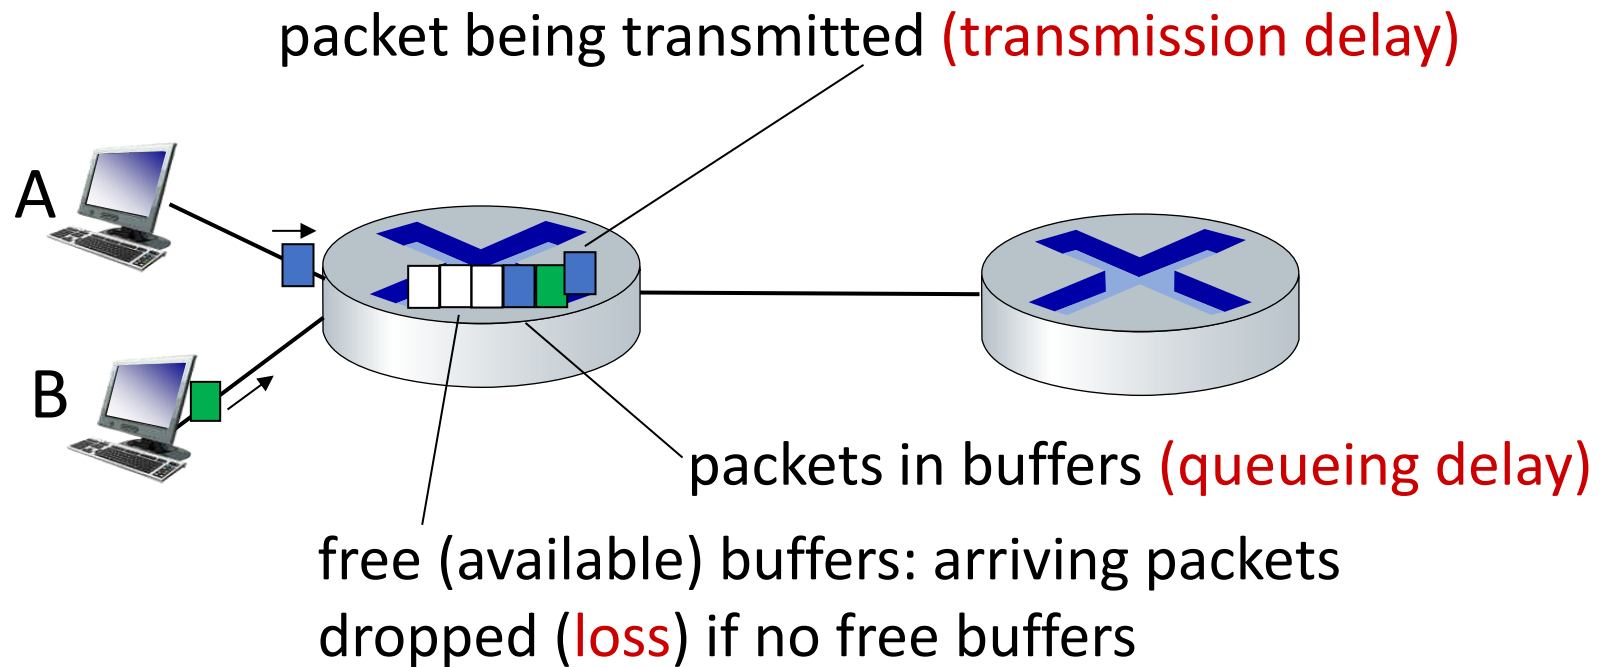 packet being transmitted (transmission delay)
A
B
packets in buffers (queueing delay)
free (available) buffers: arriving packets
dropped (loss) if no free buffers